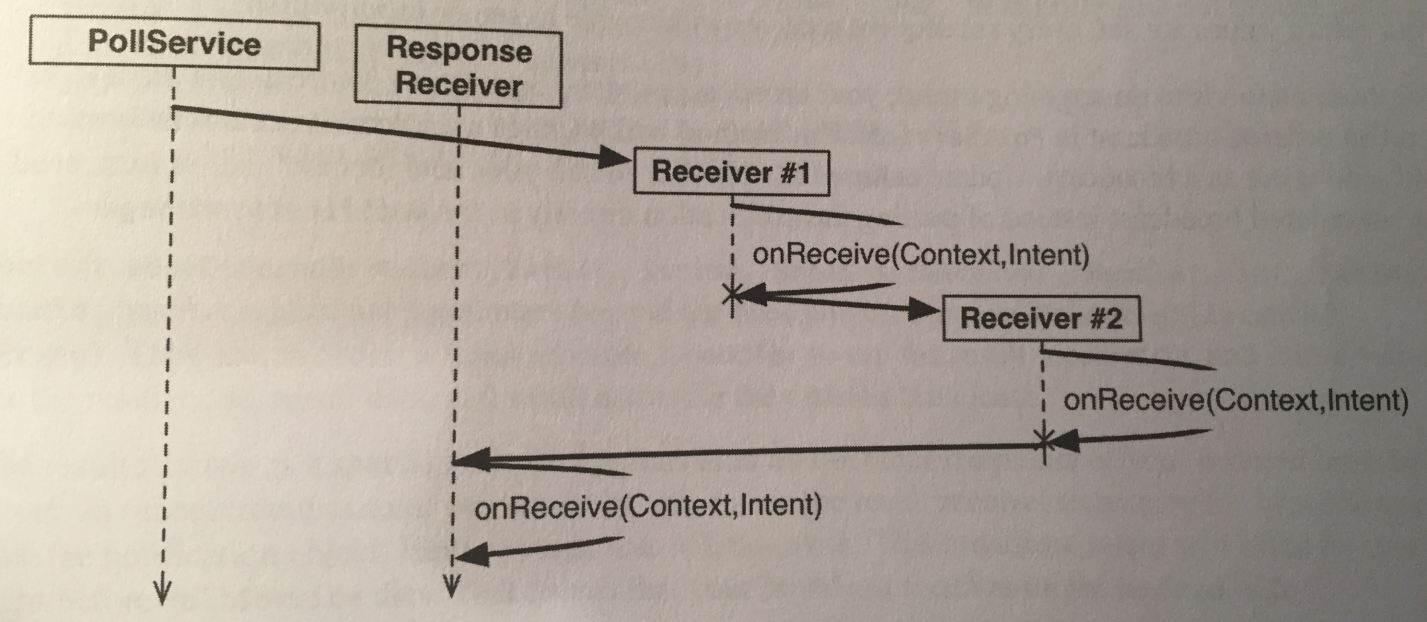 PollService
Response
Receiver
Receiver #1
onReceive(Context,Intent)
Receiver #2
onReceive(Context,Intent)
onReceive(Context,Intent)